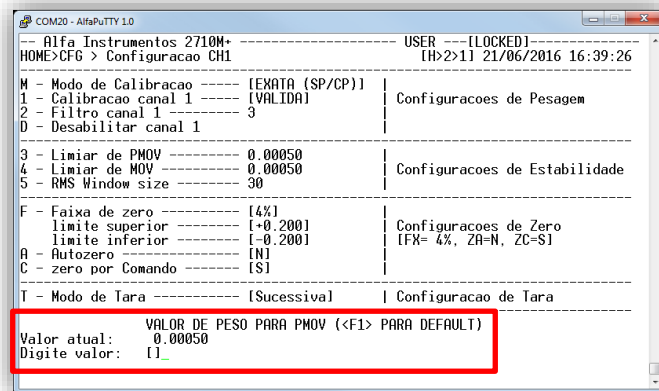 COM20 - AlfaPuTTY 1.0
-- Alfa Instrumentos 2710M+ ------------------ USER ---[LOCKED]------------
HOME>CFG > Configuracao CH1 [H>2>1] 21/06/2016 16:39:26
M - Modo de Calibracao ----- [EXATA (SP/CP)] |
1 - Calibracao canal 1 ----- [VALIDA] | Configuracoes de Pesagem
2 - Filtro canal 1 --------- 3 |
D - Desabilitar canal 1 |
3 - Limiar de PMOV --------- 0.00050 |
4 - Limiar de MOV ---------- 0.00050 | Configuracoes de Estabilidade
5 - RMS Window size -------- 30 |
F - Faixa de zero ---------- [4%] |
limite superior -------- [+0.200] | Configuracoes de Zero
limite inferior -------- [-0.200] | [FX= 4%, ZA=N, ZC=S]
A - Autozero --------------- [N] |
C - zero por Comando ------- [S] |
T - Modo de Tara ----------- [Sucessiva] | Configuracao de Tara
VALOR DE PESO PARA PMOV (<F1> PARA DEFAULT)
Valor atual: 0.00050
Digite valor: []_